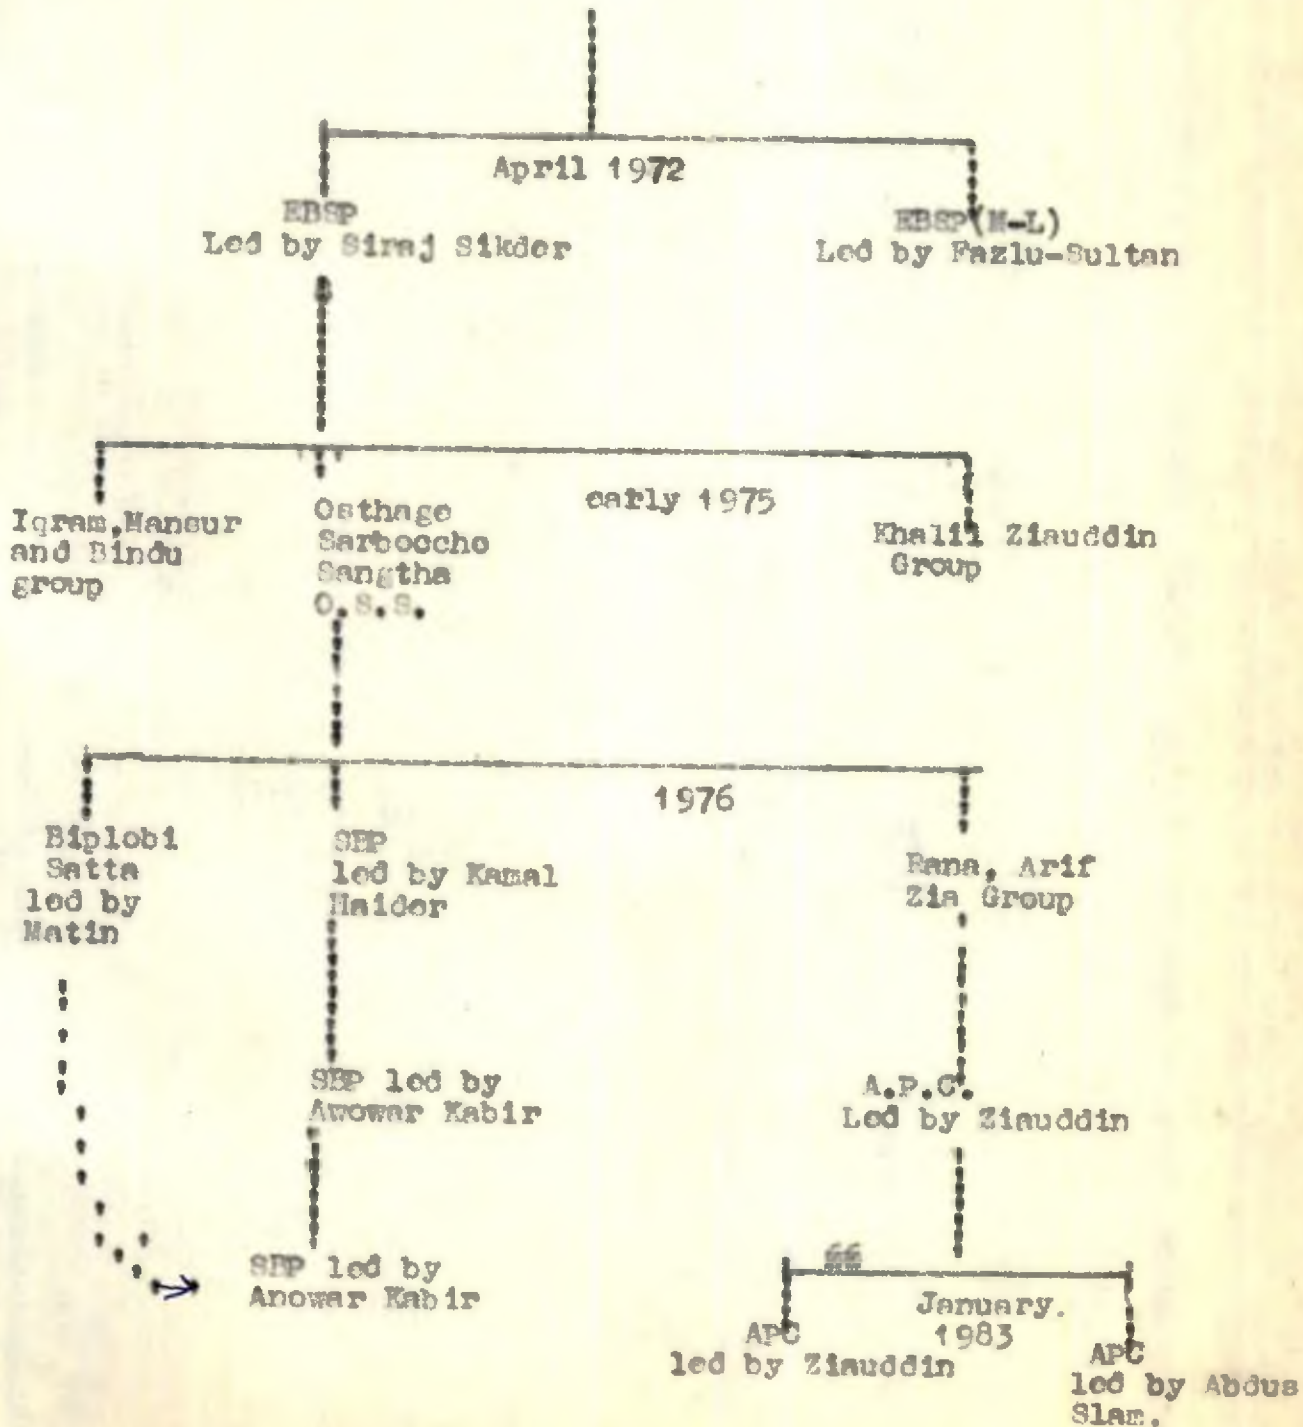 April 1972
EBSP
Led by Siraj Sikder
EBSP(M-L)
Led by Fazlu-Sultan
early 1975
Iqram,Mansur
and Bindu
group
Osthage
Sarboocho
Sangtha
O.S.S.
Khalil Ziauddin
Group
1976
Biplobi
Satta
led by
Matin
SBP
led by Kamal
Haider
Rana, Arif
Zia Group
SBP led by
Anowar Kabir
A.P.C.
Led by Ziauddin
SBP led by
Anowar Kabir
January.
1983
APC
led by Ziauddin
APC
led by Abdus
Slam.